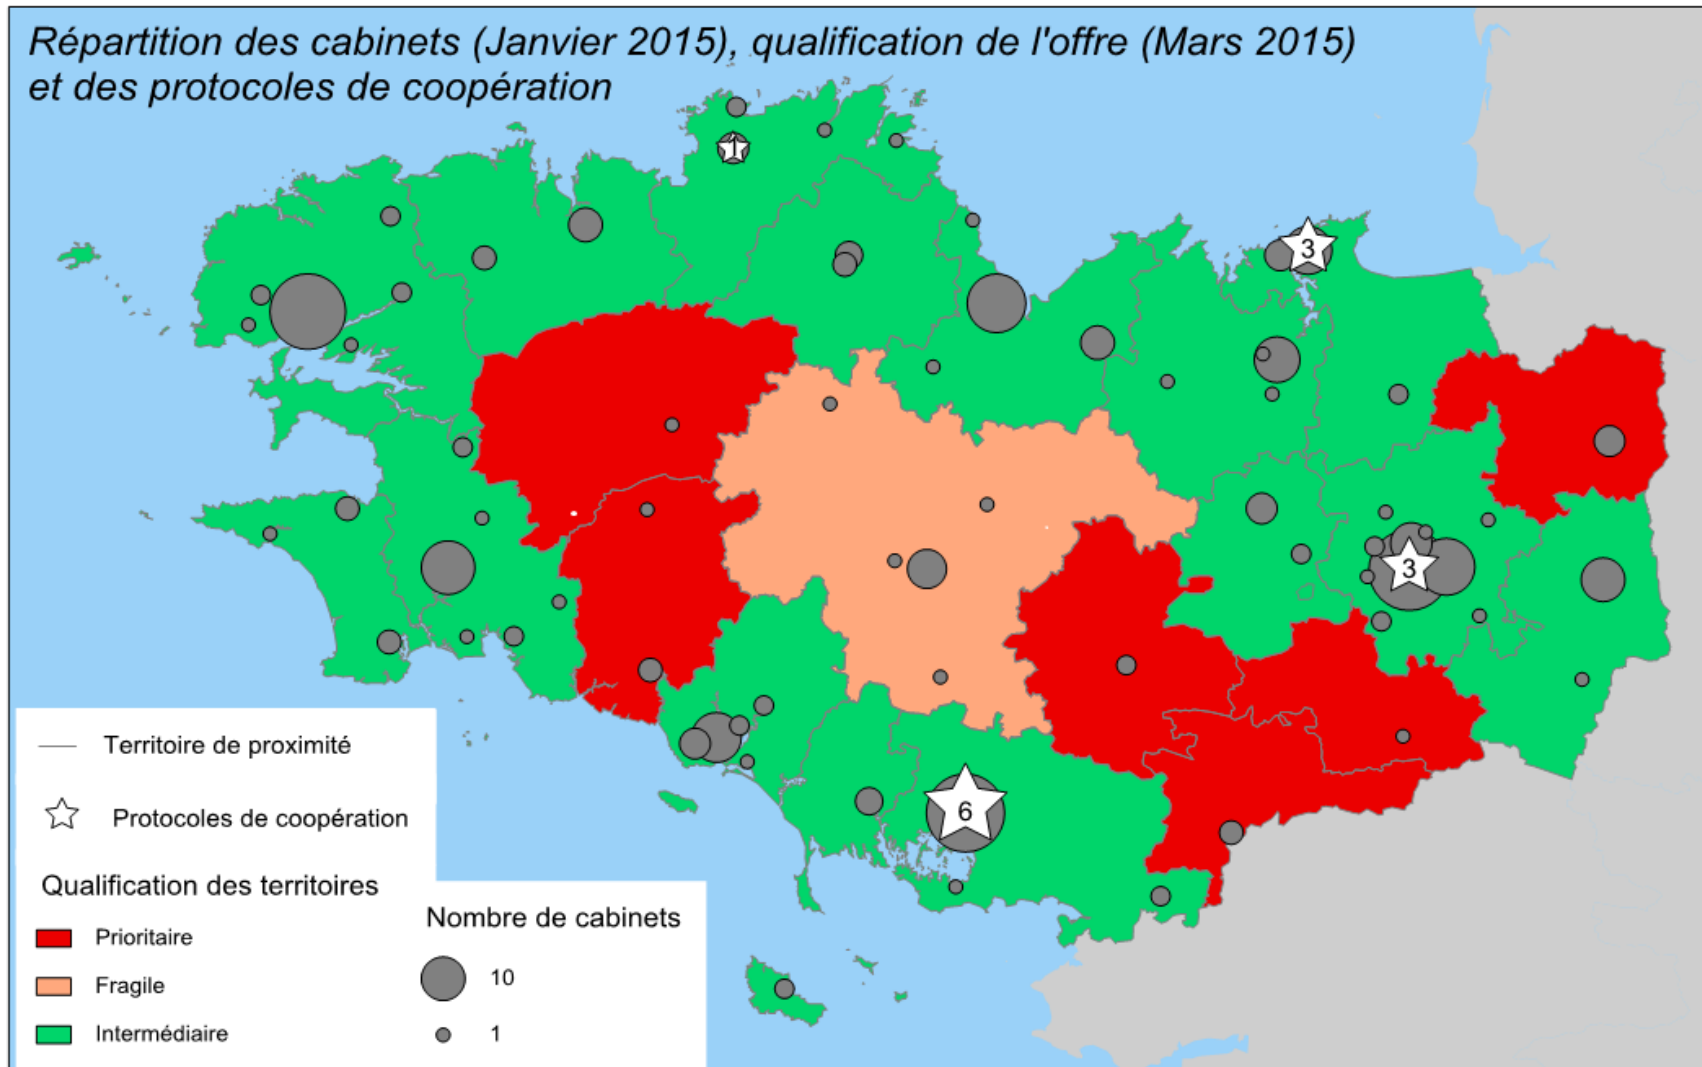 Répartition des cabinets (Janvier 2015), qualification de l'offre (Mars 2015)
et des protocoles de coopération
1
3
3
6
Territoire de proximité
Protocoles de coopération
Qualification des territoires
Prioritaire
Fragile
Intermédiaire
Nombre de cabinets
10
1